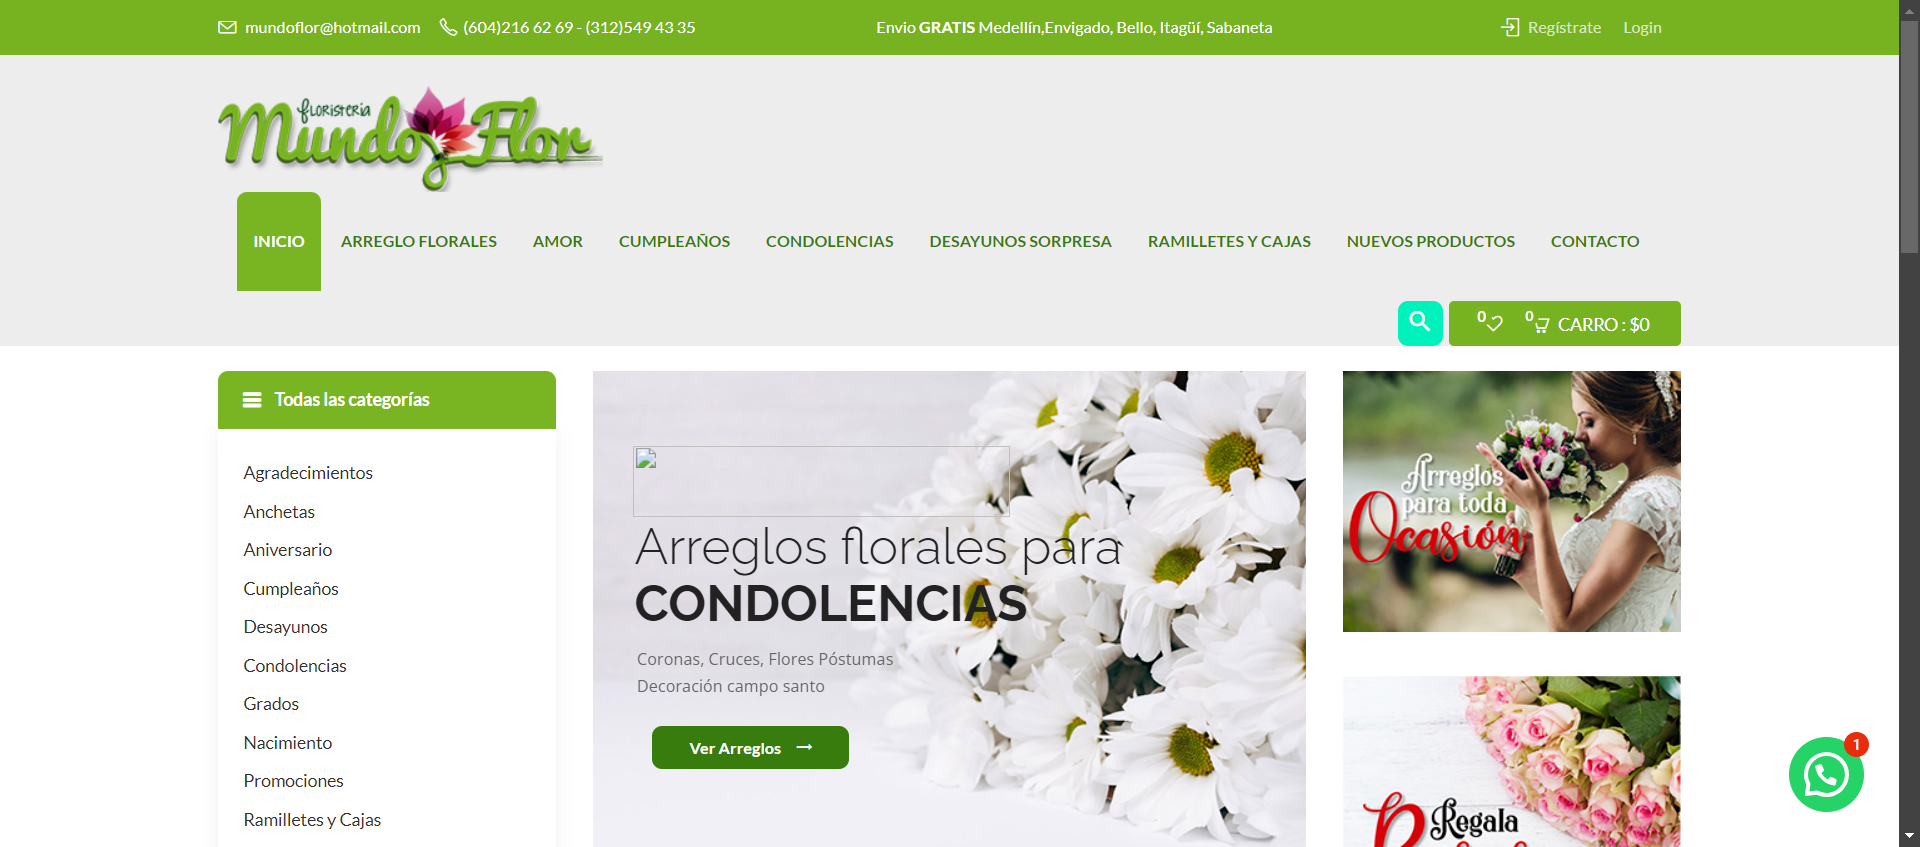 mundoflor@hotmail.com
(604)216 62 69 - (312)549 43 35
Envio GRATIS Medellín,Envigado, Bello, Itagüí, Sabaneta
Regístrate
Login
FLORISTERIA
Mundo Flor
INICIO
ARREGLO FLORALES
AMOR
CUMPLEAÑOS
CONDOLENCIAS
DESAYUNOS SORPRESA
RAMILLETES Y CAJAS
NUEVOS PRODUCTOS
CONTACTO
0
0
CARRO : $0
Todas las categorías
Agradecimientos
Anchetas
Aniversario
Cumpleaños
Desayunos
Condolencias
Grados
Nacimiento
Promociones
Ramilletes y Cajas
Arreglos florales para
CONDOLENCIAS
Coronas, Cruces, Flores Póstumas
Decoración campo santo
Ver Arreglos
Arreglos
para toda
Ocasión
Regala
1